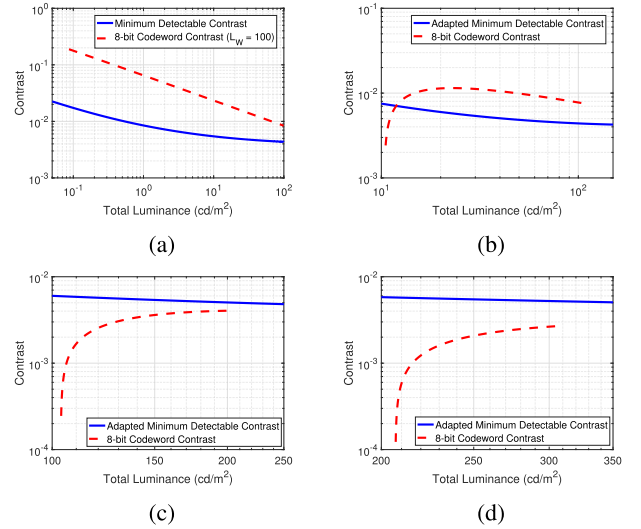 10^0
Minimum Detectable Contrast
8-bit Codeword Contrast (L_W = 100)
10^-1
Contrast
10^-2
10^-3
10^-1 10^0 10^1 10^2
Total Luminance (cd/m^2)
(a)
10^-1
Adapted Minimum Detectable Contrast
8-bit Codeword Contrast
Contrast
10^-2
10^-3
10^1 10^2
Total Luminance (cd/m^2)
(b)
10^-2
Contrast
10^-3
Adapted Minimum Detectable Contrast
8-bit Codeword Contrast
10^-4
100 150 200 250
Total Luminance (cd/m^2)
(c)
10^-2
Contrast
10^-3
Adapted Minimum Detectable Contrast
8-bit Codeword Contrast
10^-4
200 250 300 350
Total Luminance (cd/m^2)
(d)